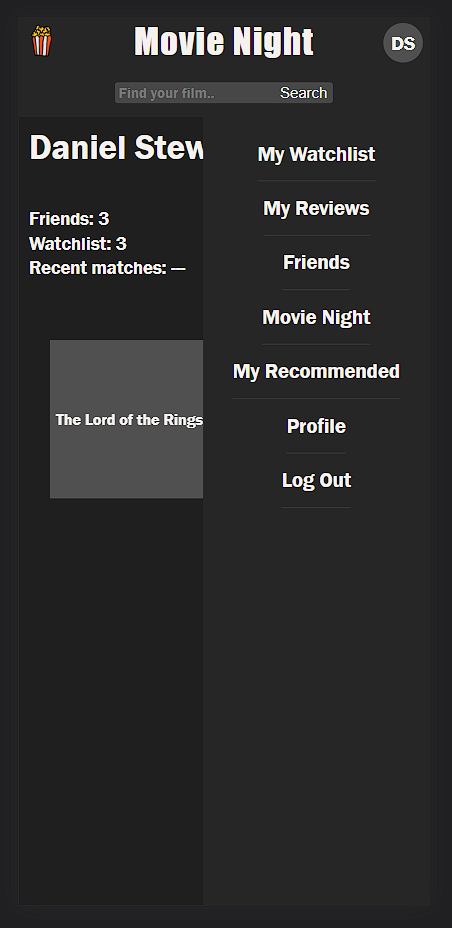 Movie Night
DS
Find your film..
Search
Daniel Stew
Friends: 3
Watchlist: 3
Recent matches: —
The Lord of the Rings
My Watchlist
My Reviews
Friends
Movie Night
My Recommended
Profile
Log Out